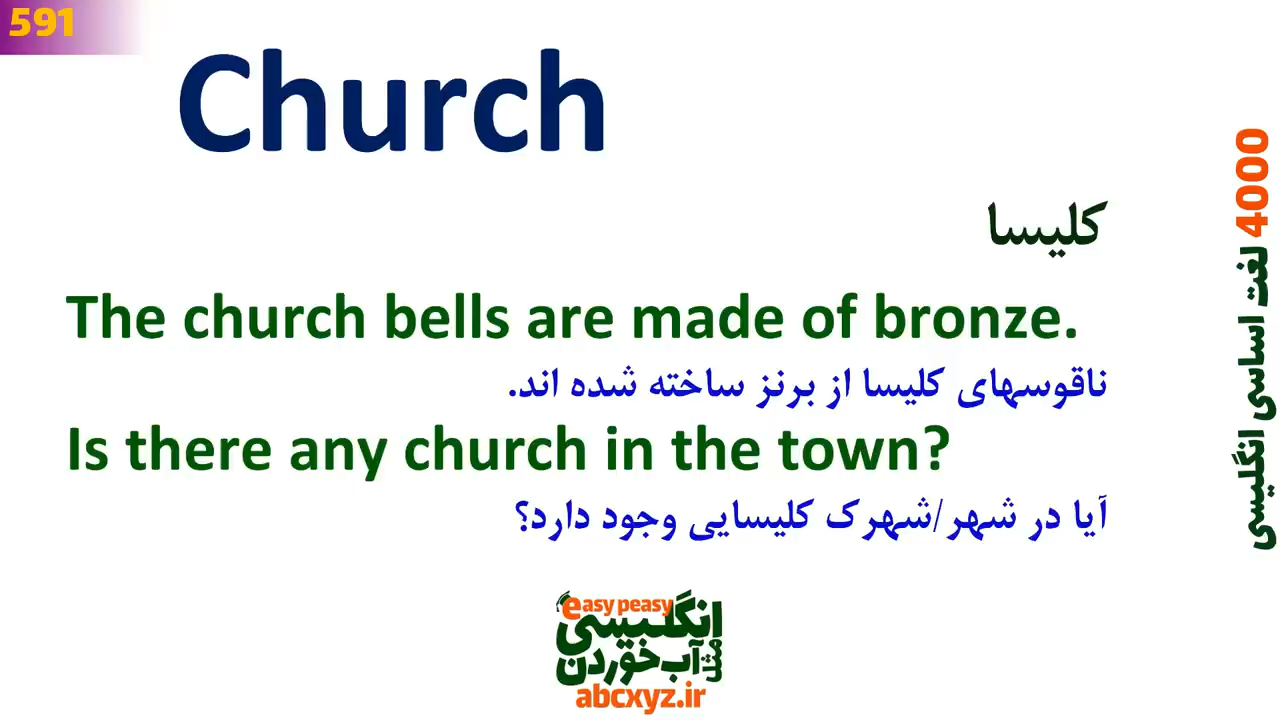 591
Church
کلیسا
The church bells are made of bronze.
ناقوسهای کلیسا از برنز ساخته شده اند.
Is there any church in the town?
آیا در شهر/شهرک کلیسایی وجود دارد؟
4000 لغت اساسی انگلیسی
easy peasy
انگلیسی
مثل آب خوردن
abcxyz.ir